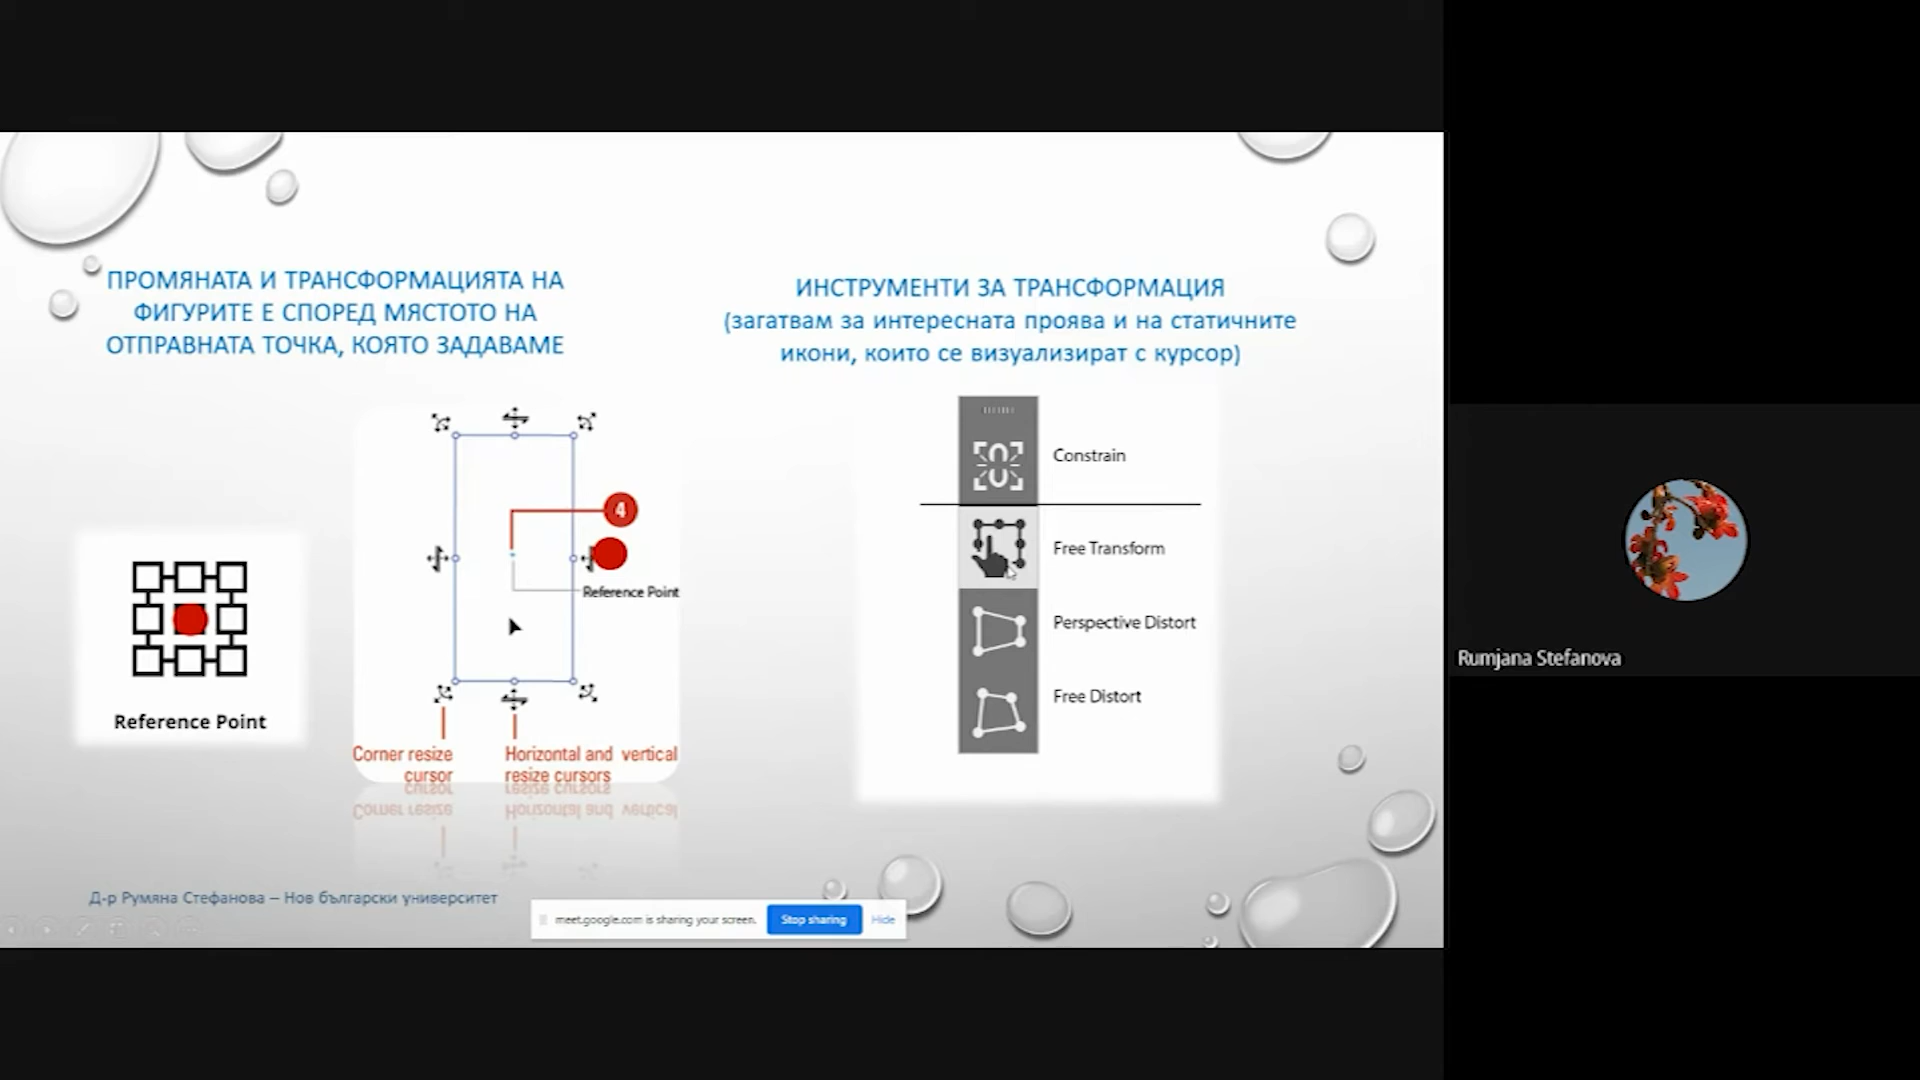 ПРОМЯНАТА И ТРАНСФОРМАЦИЯТА НА
ФИГУРИТЕ Е СПОРЕД МЯСТОТО НА
ОТПРАВНАТА ТОЧКА, КОЯТО ЗАДАВАМЕ
Reference Point
4
Reference Point
Corner resize
cursor
Horizontal and vertical
resize cursors
ИНСТРУМЕНТИ ЗА ТРАНСФОРМАЦИЯ
(загатвам за интересната проява и на статичните
икони, които се визуализират с курсор)
Constrain
Free Transform
Perspective Distort
Free Distort
Д-р Румяна Стефанова – Нов български университет
meet.google.com is sharing your screen.
Stop sharing
Hide
Rumjana Stefanova